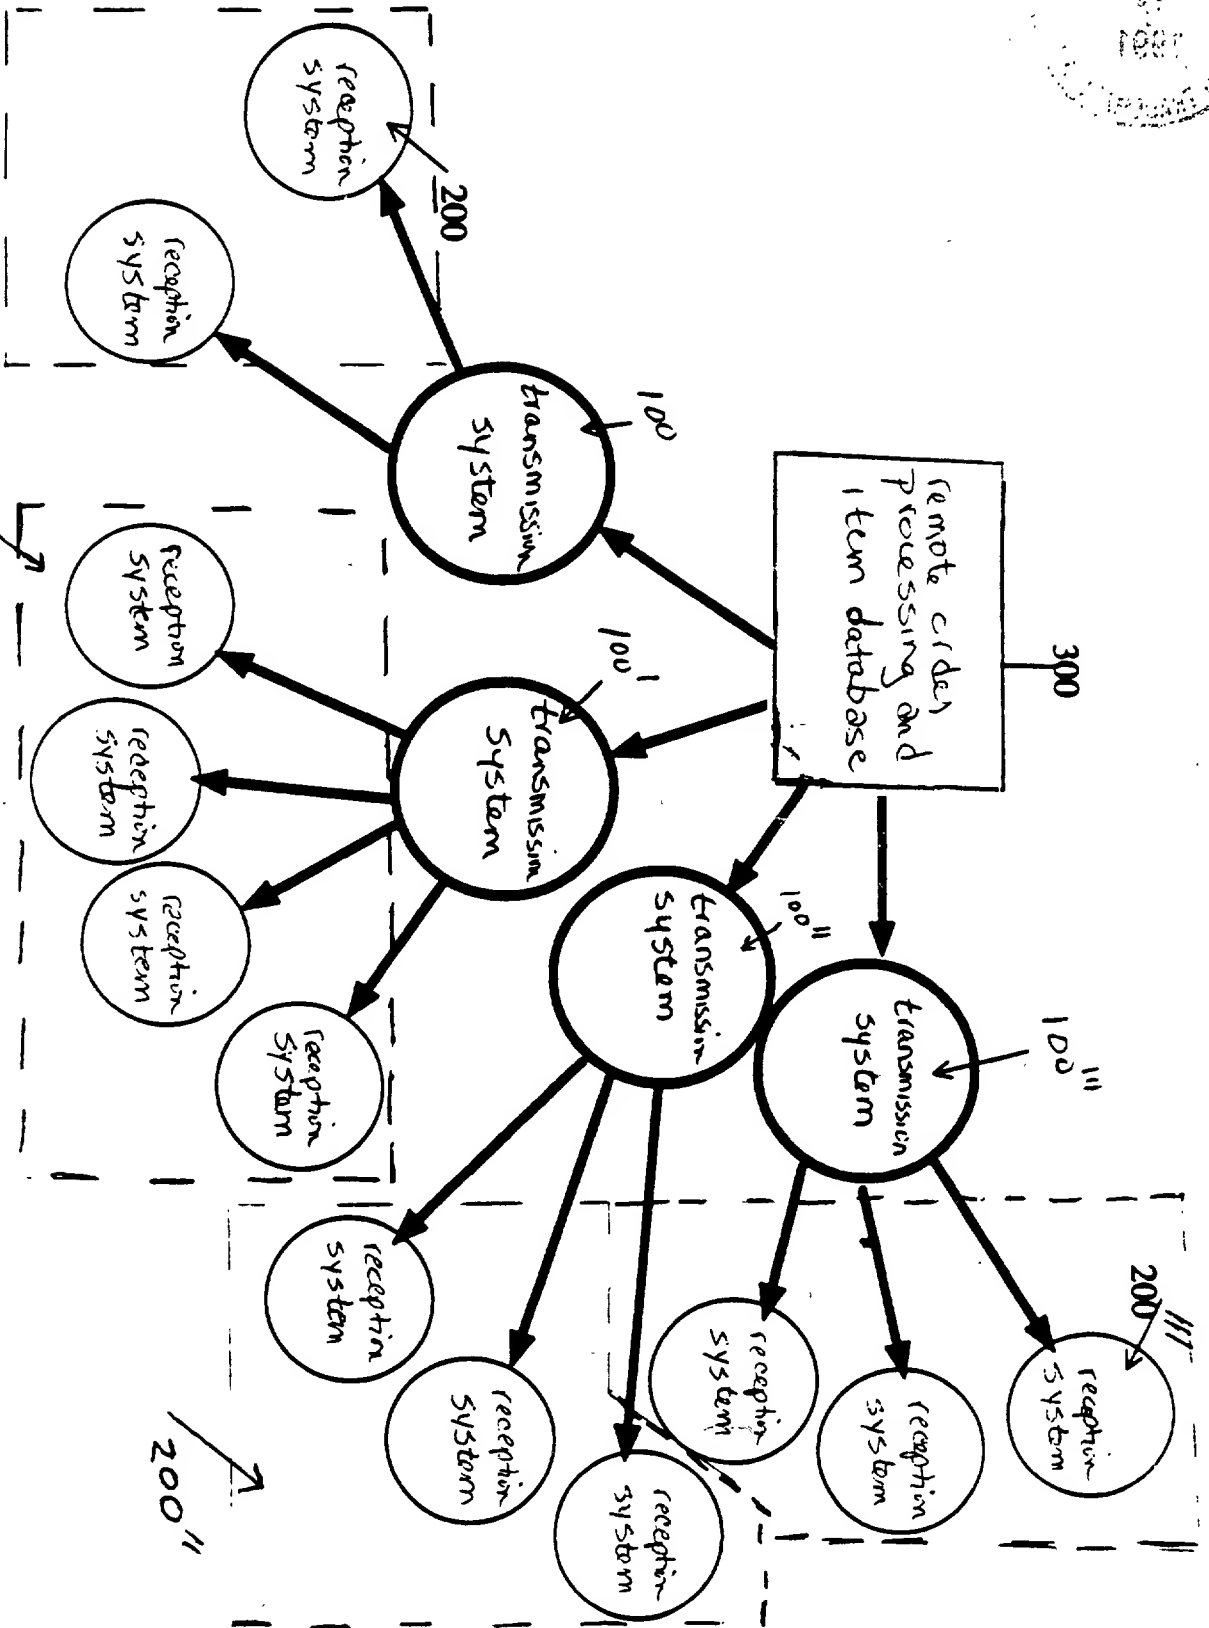 300
remote order
processing and
item database
100
transmission
system
100'
transmission
system
100"
transmission
system
100'''
transmission
system
200
reception
system
reception
system
reception
system
reception
system
reception
system
reception
system
reception
system
reception
system
reception
system
reception
system
reception
system
200'''
reception
system
200"